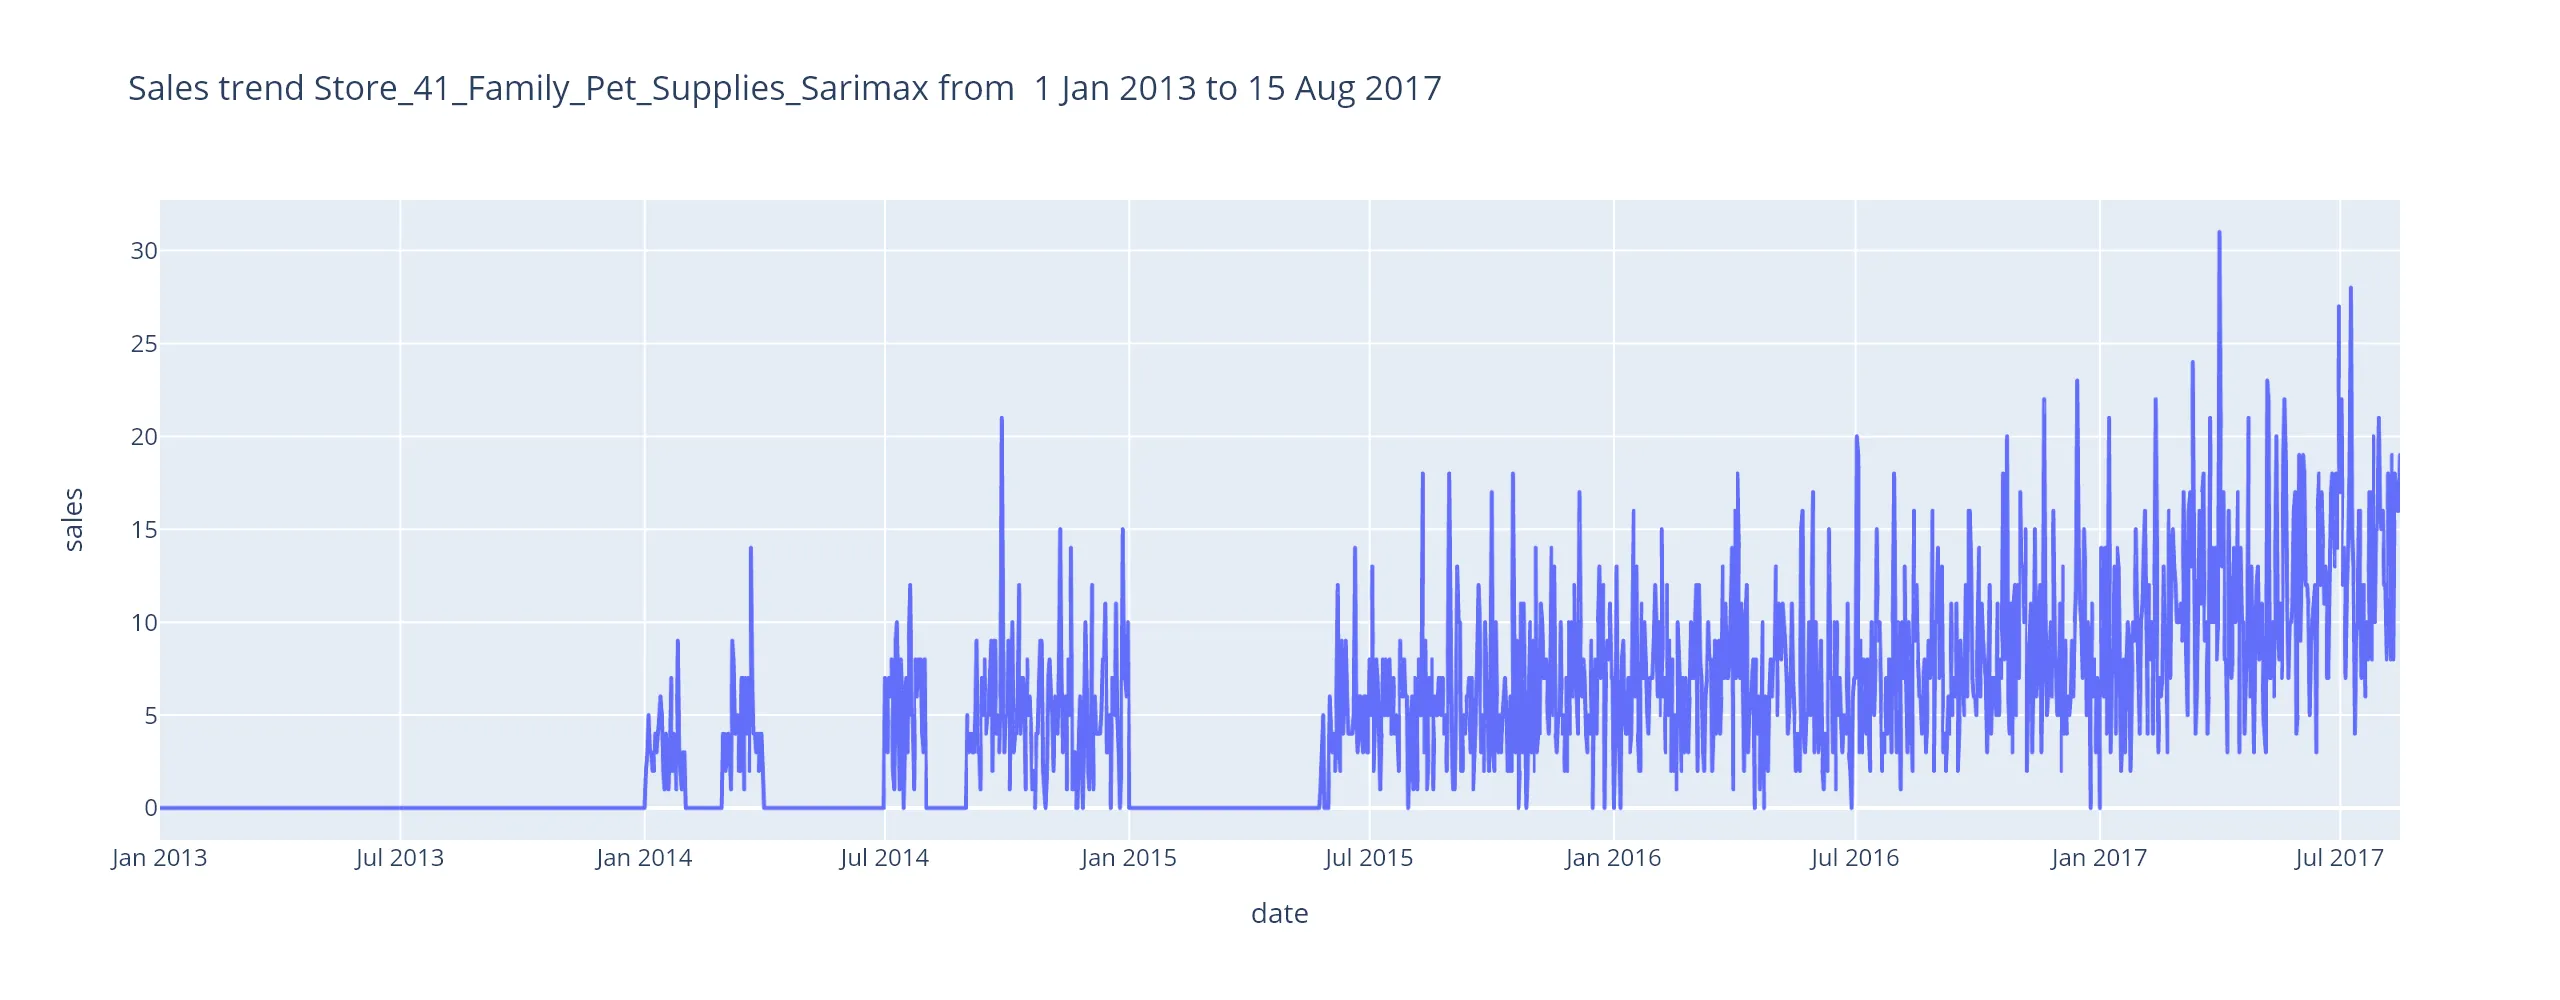 Sales trend Store_41_Family_Pet_Supplies_Sarimax from  1 Jan 2013 to 15 Aug 2017
30
25
20
15
10
5
0
sales
Jan 2013 Jul 2013 Jan 2014 Jul 2014 Jan 2015 Jul 2015 Jan 2016 Jul 2016 Jan 2017 Jul 2017
date